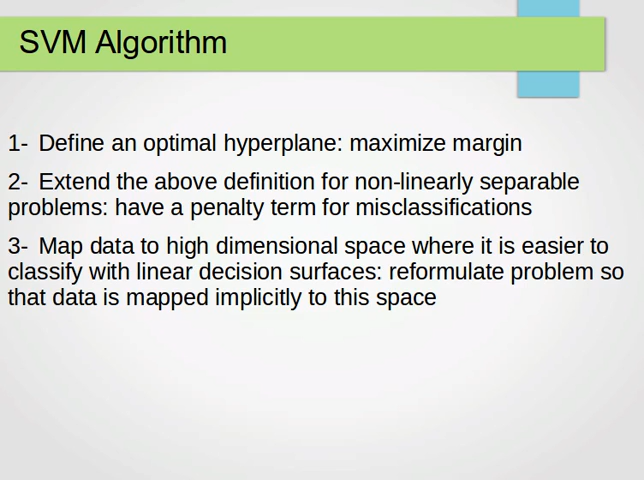 SVM Algorithm
1- Define an optimal hyperplane: maximize margin
2- Extend the above definition for non-linearly separable
problems: have a penalty term for misclassifications
3- Map data to high dimensional space where it is easier to
classify with linear decision surfaces: reformulate problem so
that data is mapped implicitly to this space